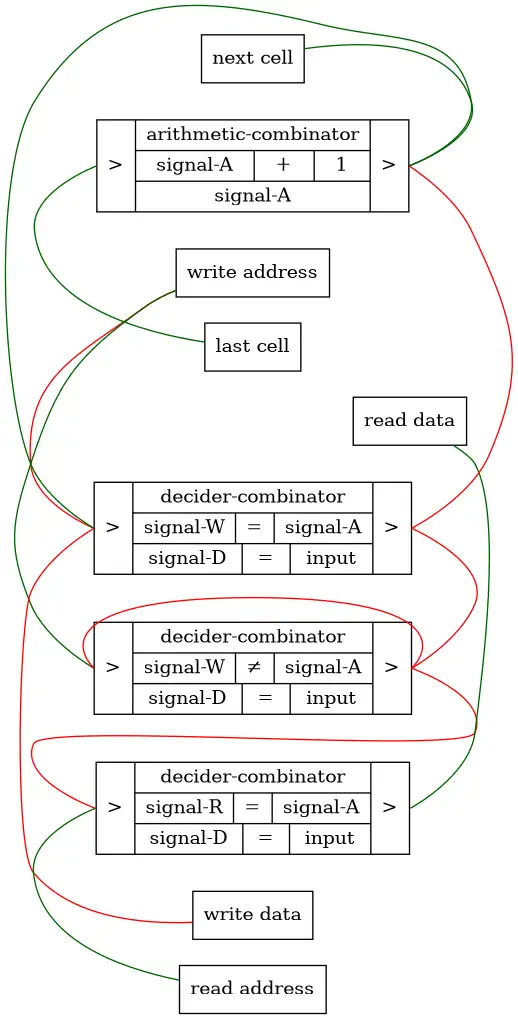 next cell
arithmetic-combinator
> signal-A + 1 >
signal-A
write address
last cell
read data
decider-combinator
> signal-W = signal-A >
signal-D = input
decider-combinator
> signal-W ≠ signal-A >
signal-D = input
decider-combinator
> signal-R = signal-A >
signal-D = input
write data
read address